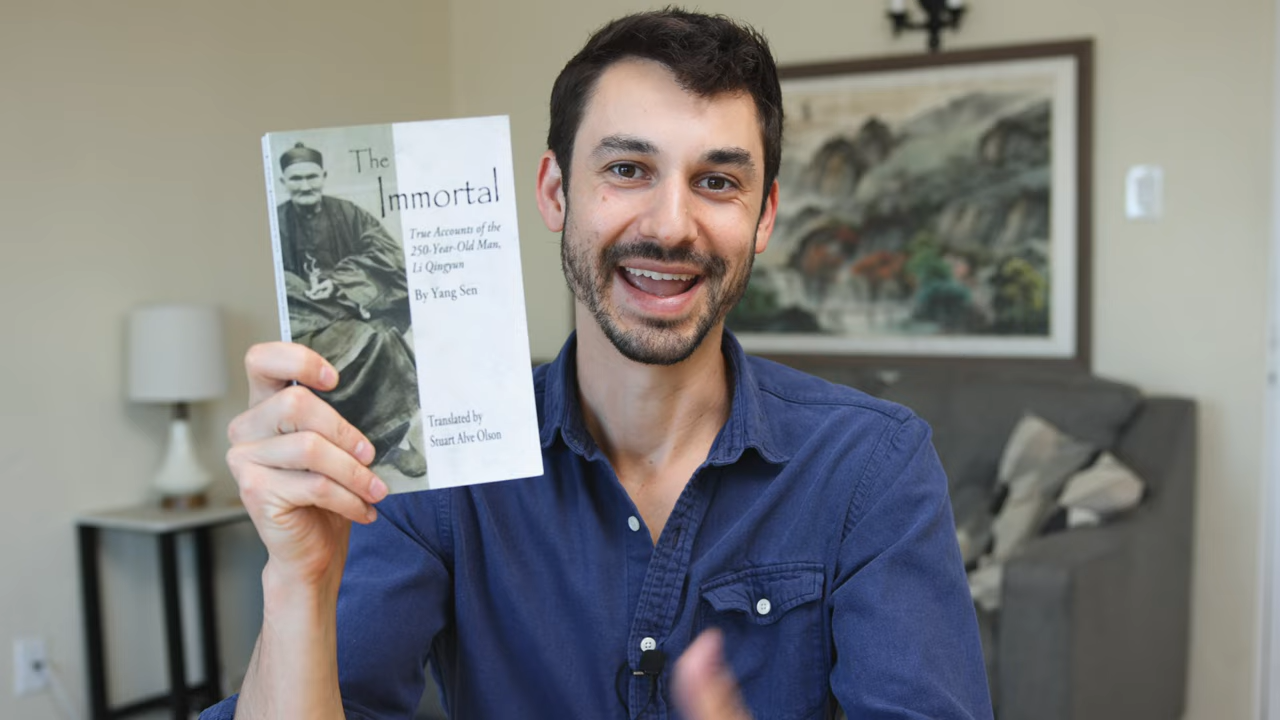 The
Immortal
True Accounts of the
250-Year-Old Man,
Li Qingyun
By Yang Sen
Translated by
Stuart Alve Olson